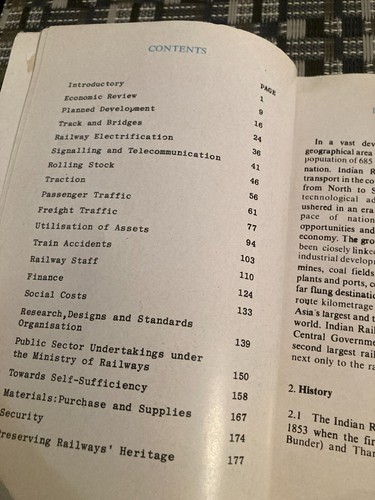 CONTENTS
PAGE
Introductory 1
Economic Review 9
Planned Development 16
Track and Bridges 24
Railway Electrification 36
Signalling and Telecommunication 41
Rolling Stock 46
Traction 56
Passenger Traffic 61
Freight Traffic 77
Utilisation of Assets 94
Train Accidents 103
Railway Staff 110
Finance 124
Social Costs 133
Research,Designs and Standards
Organisation 139
Public Sector Undertakings under
the Ministry of Railways 150
Towards Self-Sufficiency 158
Materials:Purchase and Supplies 167
Security 174
Preserving Railways' Heritage 177
In a vast dev
geographical area
population of 685
nation. Indian R
transport in the co
from North to S
technological ad
ushered in an era
pace of nation
opportunities and
economy. The gro
been closely linke
industrial develop
mines, coal fields,
plants and ports, c
far flung destinatio
route kilometrage
Asia's largest and t
world. Indian Rail
Central Governme
second largest rail
next only to the ra
2. History
2.1 The Indian R
1853 when the fir
Bunder) and Than